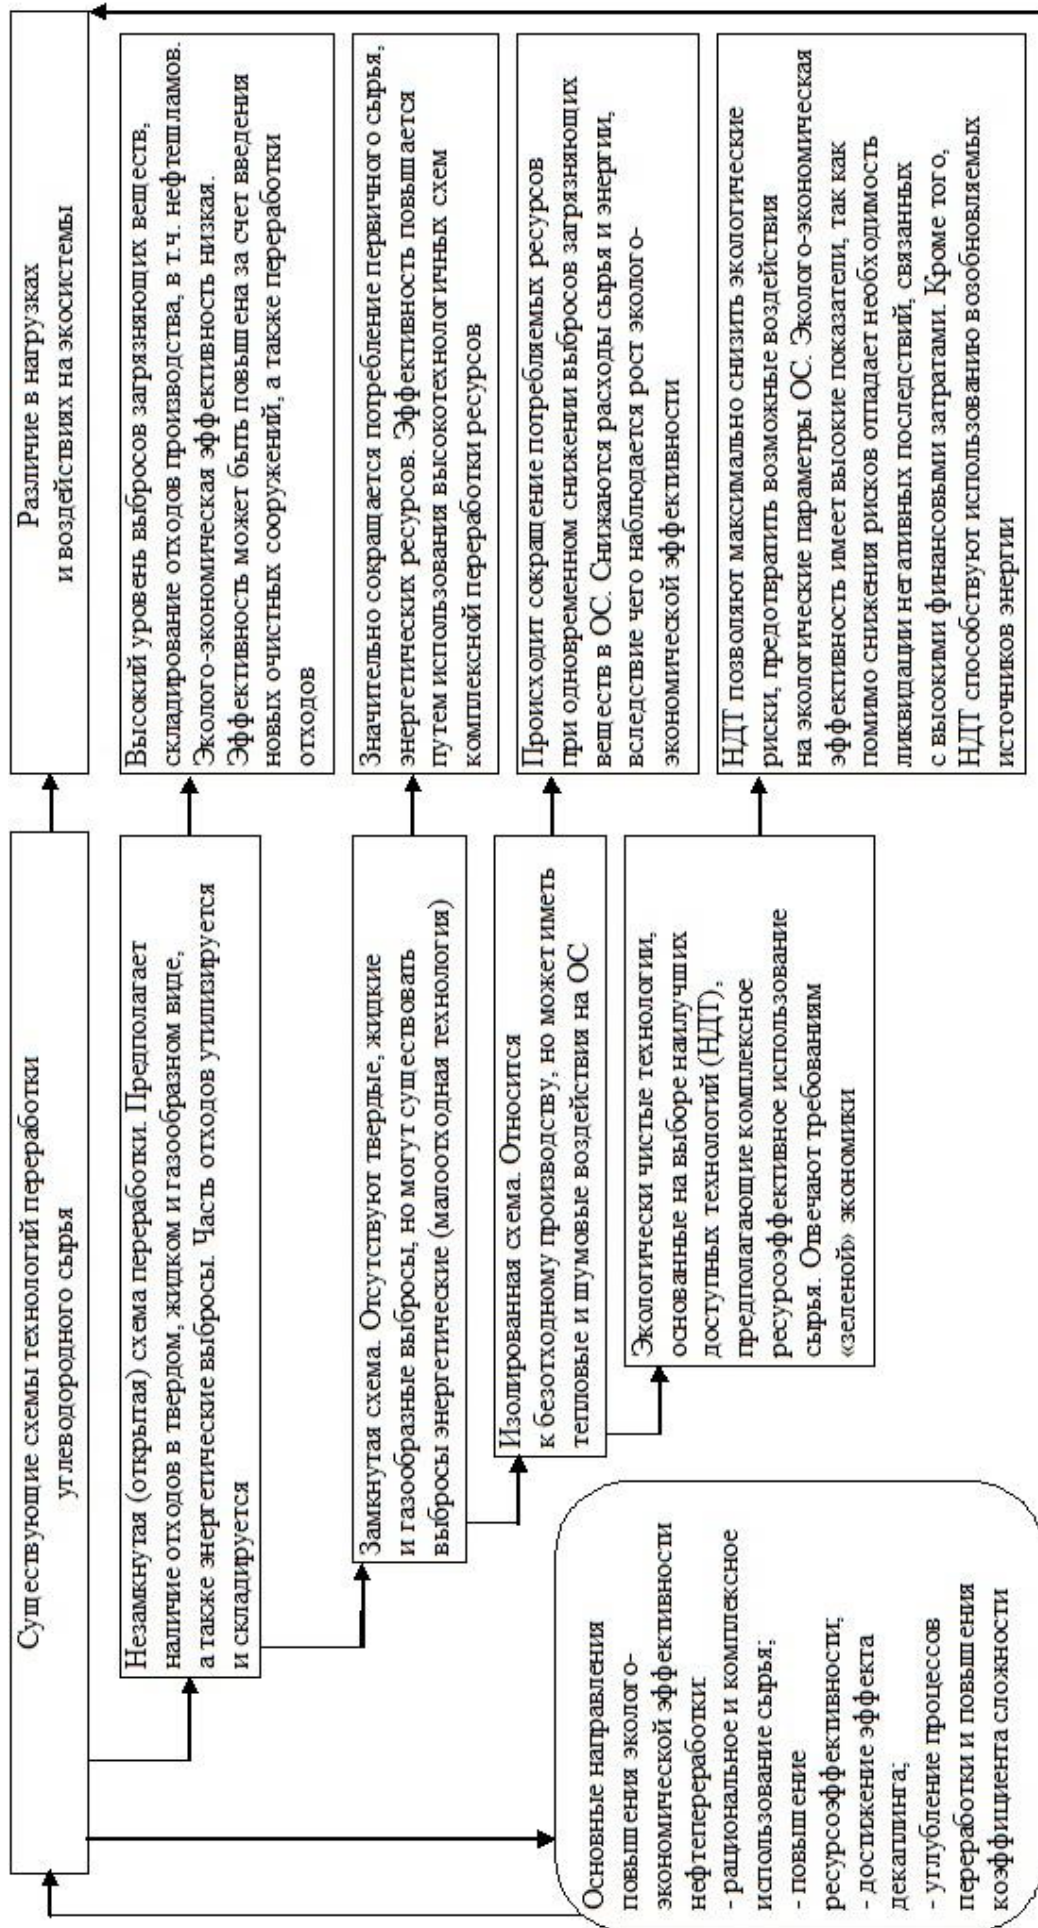 Существующие схемы технологий переработки
углеводородного сырья
Различие в нагрузках
и воздействиях на экосистемы
Незамкнутая (открытая) схема переработки. Предполагает
наличие отходов в твердом, жидком и газообразном виде,
а также энергетические выбросы. Часть отходов утилизируется
и складируется
Высокий уровень выбросов загрязняющих веществ,
складирование отходов производства, в т.ч. нефтешламов.
Эколого-экономическая эффективность низкая.
Эффективность может быть повышена за счет введения
новых очистных сооружений, а также переработки
отходов
Замкнутая схема. Отсутствуют твердые, жидкие
и газообразные выбросы, но могут существовать
выбросы энергетические (малоотходная технология)
Значительно сокращается потребление первичного сырья,
энергетических ресурсов. Эффективность повышается
путем использования высокотехнологичных схем
комплексной переработки ресурсов
Изолированная схема. Относится
к безотходному производству, но может иметь
тепловые и шумовые воздействия на ОС
Происходит сокращение потребляемых ресурсов
при одновременном снижении выбросов загрязняющих
веществ в ОС. Снижаются расходы сырья и энергии,
вследствие чего наблюдается рост эколого-
экономической эффективности
Экологически чистые технологии,
основанные на выборе наилучших
доступных технологий (НДТ),
предполагающие комплексное
ресурсоэффективное использование
сырья. Отвечают требованиям
«зеленой» экономики
НДТ позволяют максимально снизить экологические
риски, предотвратить возможные воздействия
на экологические параметры ОС. Эколого-экономическая
эффективность имеет высокие показатели, так как
помимо снижения рисков отпадает необходимость
ликвидации негативных последствий, связанных
с высокими финансовыми затратами. Кроме того,
НДТ способствуют использованию возобновляемых
источников энергии
Основные направления
повышения эколого-
экономической эффективности
нефтепереработки:
- рациональное и комплексное
использование сырья;
- повышение
ресурсоэффективности;
- достижение эффекта
декаплинга;
- углубление процессов
переработки и повышения
коэффициента сложности